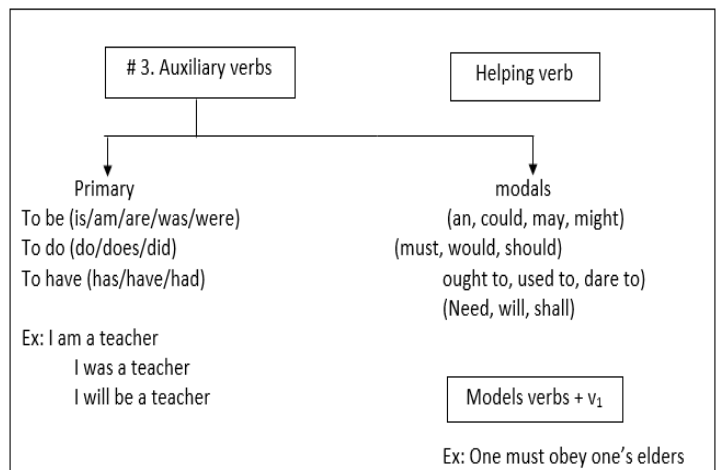 # 3. Auxiliary verbs
Helping verb
Primary
To be (is/am/are/was/were)
To do (do/does/did)
To have (has/have/had)
Ex: I am a teacher
I was a teacher
I will be a teacher
modals
(an, could, may, might)
(must, would, should)
ought to, used to, dare to)
(Need, will, shall)
Models verbs + v₁
Ex: One must obey one’s elders